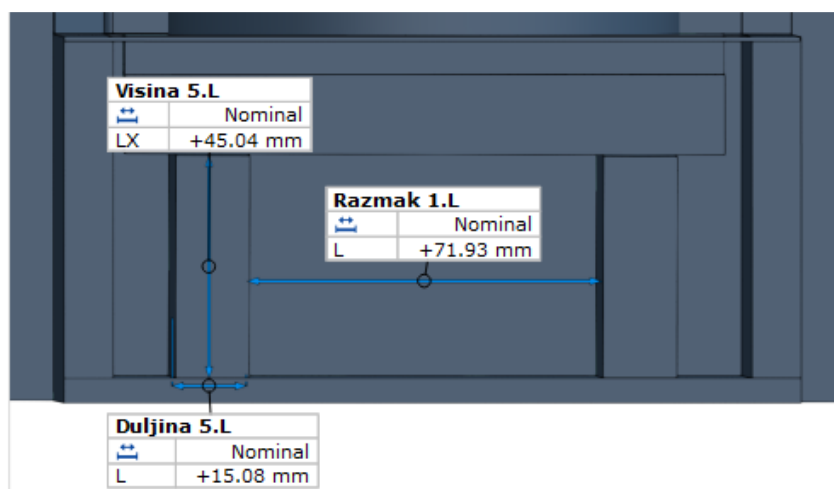 Visina 5.L
Nominal
LX +45.04 mm
Razmak 1.L
Nominal
L +71.93 mm
Duljina 5.L
Nominal
L +15.08 mm